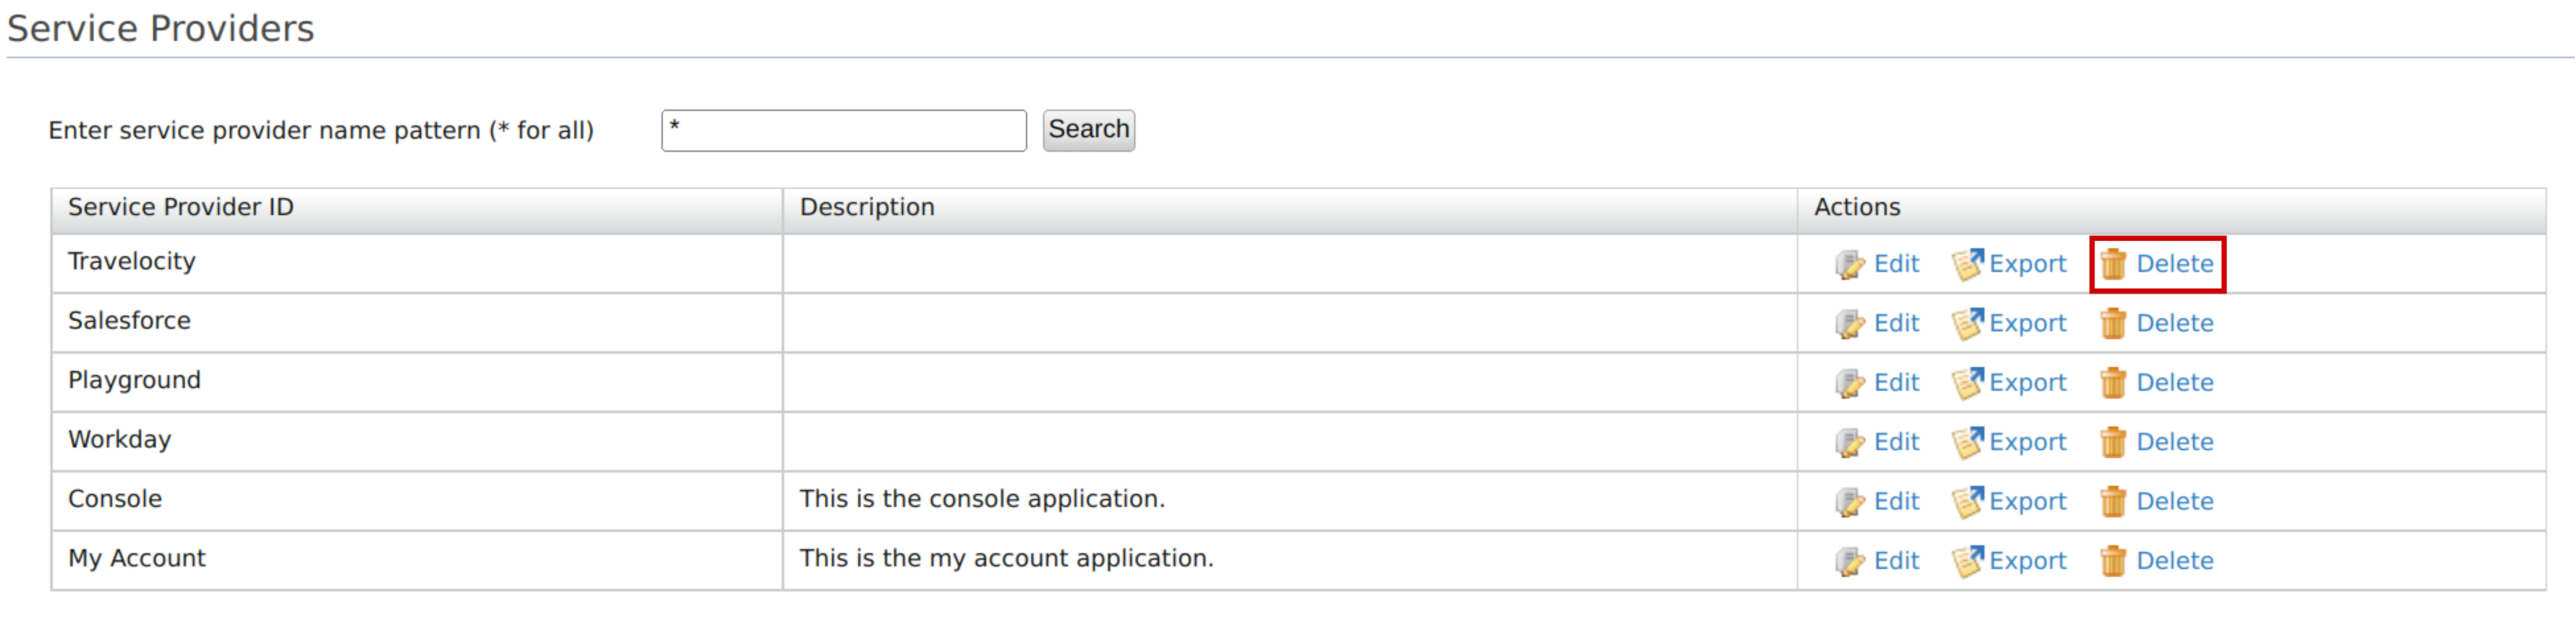 Service Providers
Enter service provider name pattern (* for all) * Search
Service Provider ID Description Actions
Travelocity Edit Export Delete
Salesforce Edit Export Delete
Playground Edit Export Delete
Workday Edit Export Delete
Console This is the console application. Edit Export Delete
My Account This is the my account application. Edit Export Delete